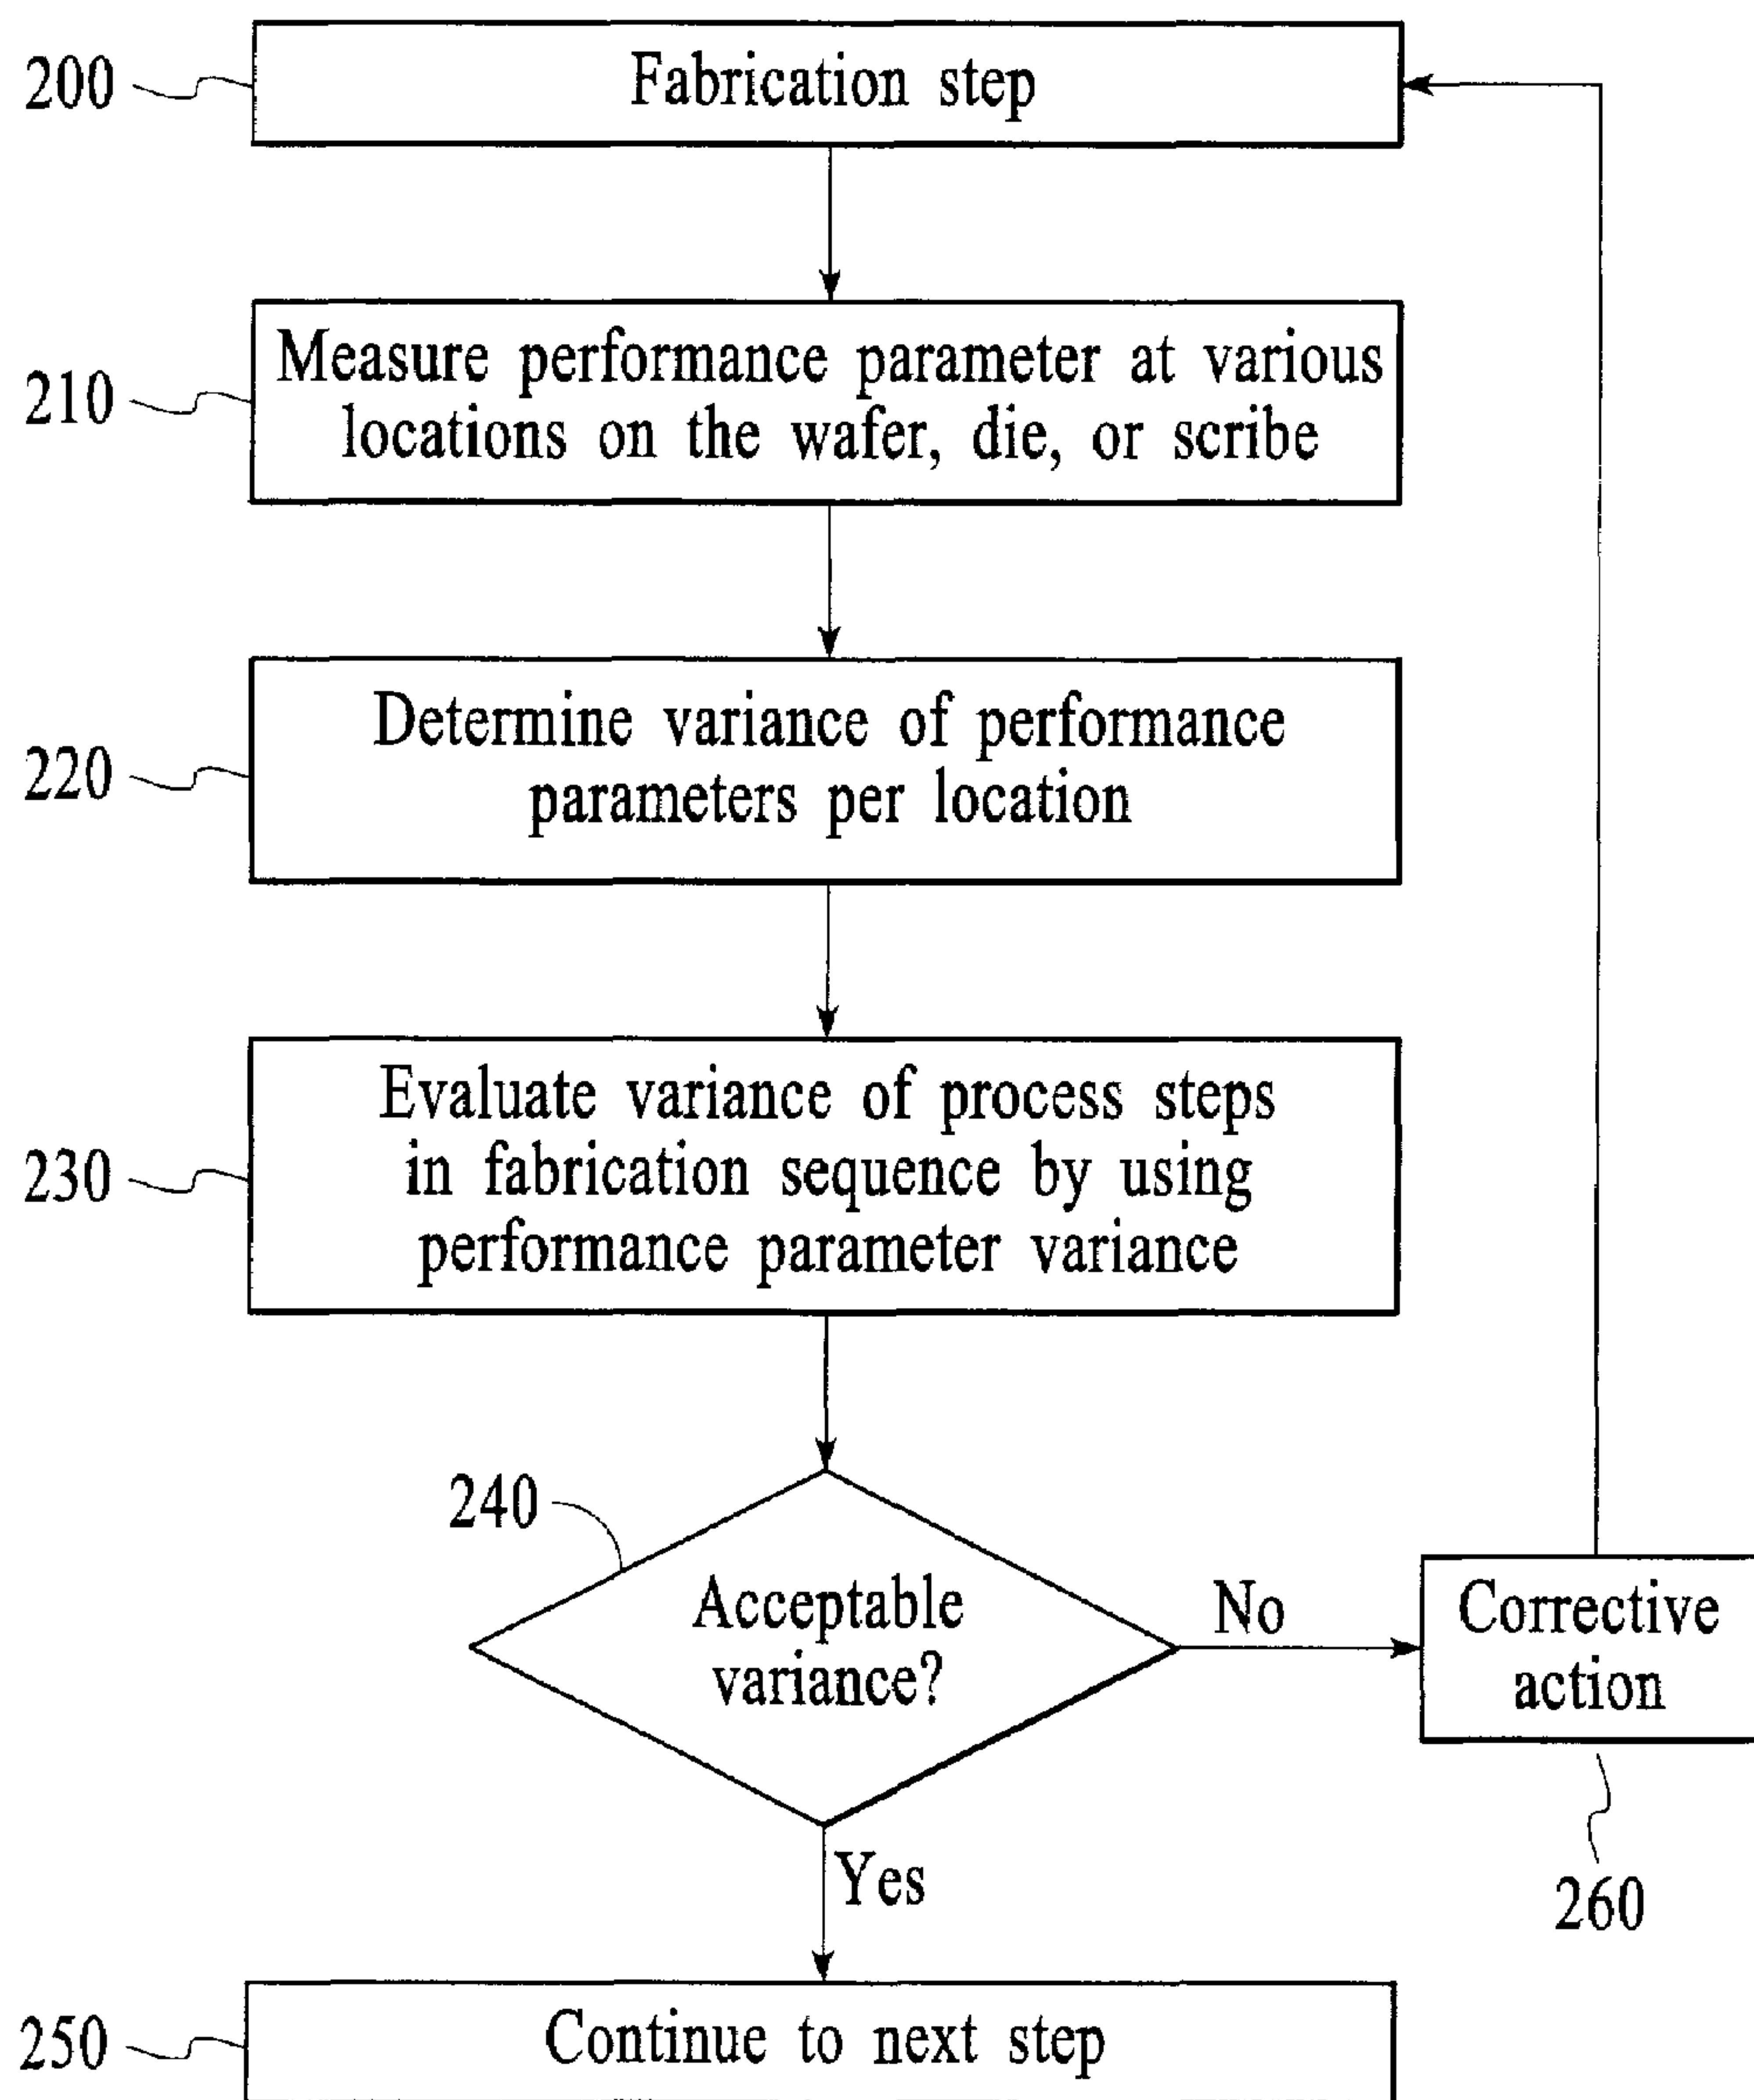 200
Fabrication step
210
Measure performance parameter at various
locations on the wafer, die, or scribe
220
Determine variance of performance
parameters per location
230
Evaluate variance of process steps
in fabrication sequence by using
performance parameter variance
240
Acceptable
variance?
No
Corrective
action
Yes
260
250
Continue to next step